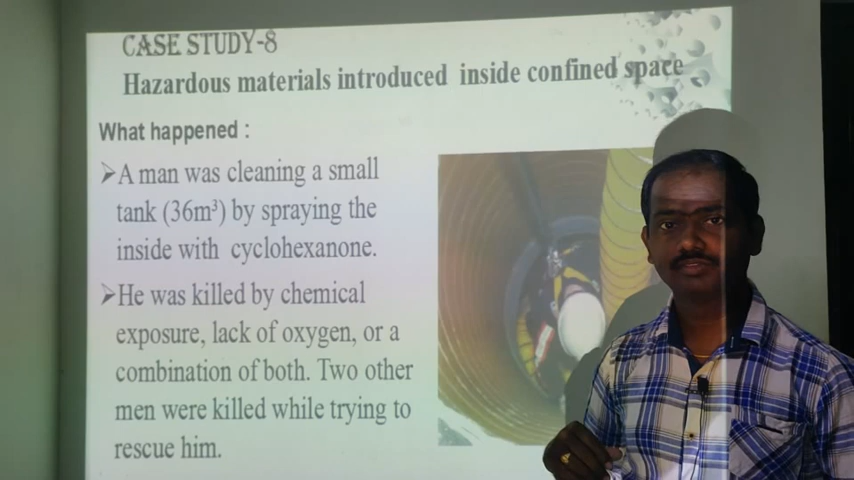 CASE STUDY-8
Hazardous materials introduced inside confined space
What happened :
➢A man was cleaning a small
tank (36m³) by spraying the
inside with cyclohexanone.
➢He was killed by chemical
exposure, lack of oxygen, or a
combination of both. Two other
men were killed while trying to
rescue him.